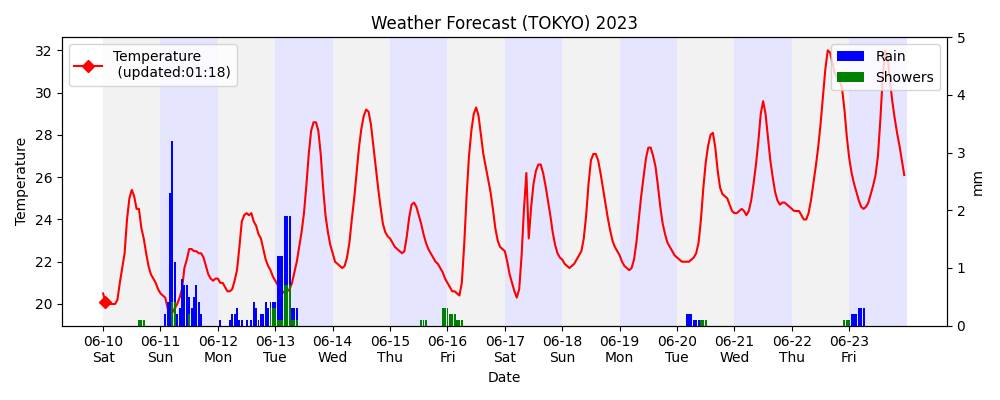 Weather Forecast (TOKYO) 2023
Temperature
(updated:01:18)
Rain
Showers
Temperature
32
30
28
26
24
22
20
5
4
3
2
1
0
mm
06-10 06-11 06-12 06-13 06-14 06-15 06-16 06-17 06-18 06-19 06-20 06-21 06-22 06-23
Sat Sun Mon Tue Wed Thu Fri Sat Sun Mon Tue Wed Thu Fri
Date